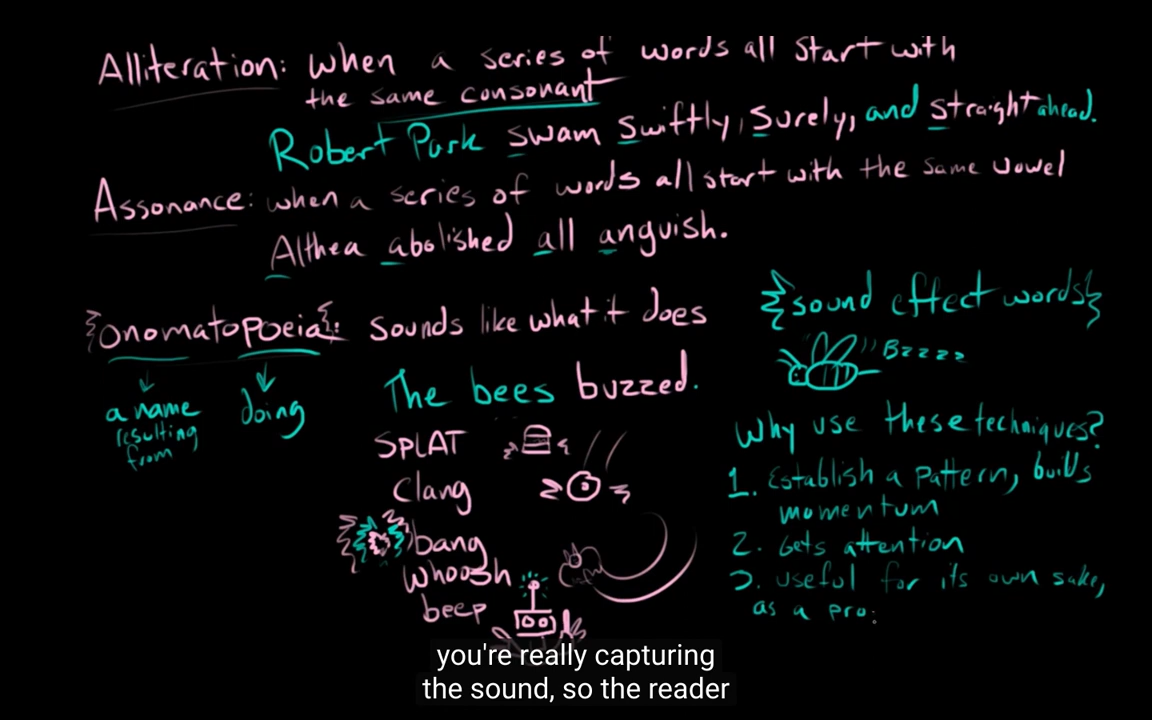 Alliteration: when a series of words all start with
the same consonant
Robert Park swam swiftly, surely, and straight ahead.
Assonance: when a series of words all start with the same vowel
Althea abolished all anguish.
onomatopoeia: sounds like what it does
a name
resulting
from
doing
The bees buzzed.
SPLAT
Clang
bang
whoosh
beep
sound effect words
Bzzzz
Why use these techniques?
1. Establish a pattern, builds
momentum
2. Gets attention
3. useful for its own sake,
as a pro
you're really capturing
the sound, so the reader